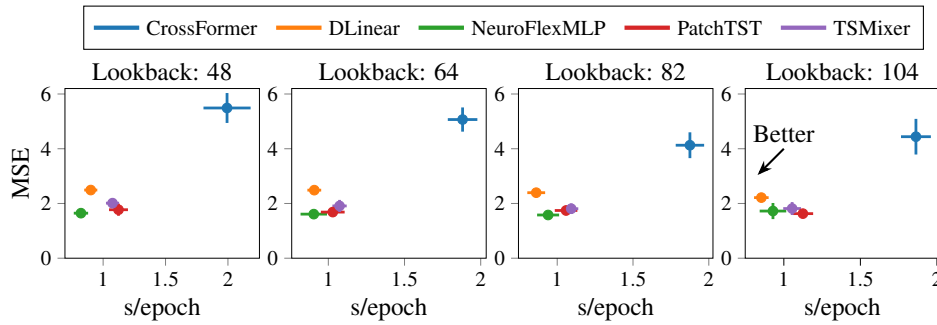 CrossFormer DLinear NeuroFlexMLP PatchTST TSMixer
Lookback: 48 Lookback: 64 Lookback: 82 Lookback: 104
MSE
6 6 6 6
4 4 4 4
Better
2 2 2 2
0 0 0 0
1 1.5 2 1 1.5 2 1 1.5 2 1 1.5 2
s/epoch s/epoch s/epoch s/epoch